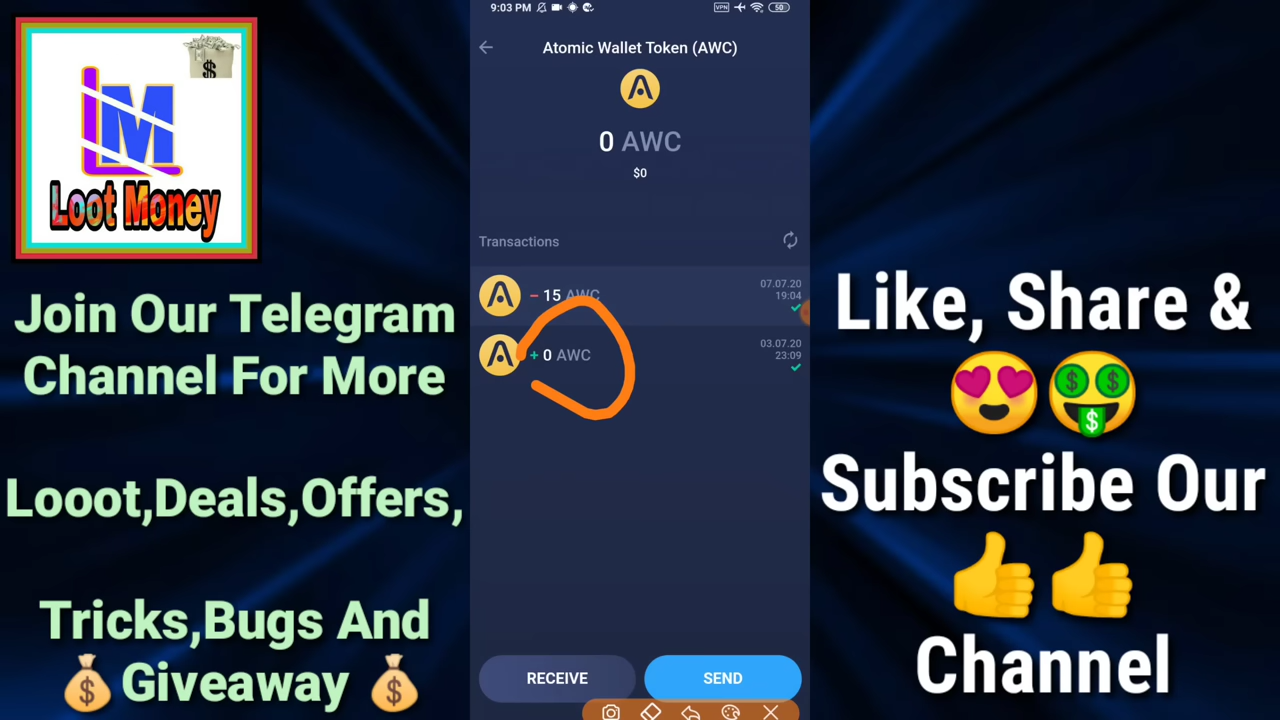 LM
Loot Money
Join Our Telegram
Channel For More
Looot,Deals,Offers,
Tricks,Bugs And
Giveaway
9:03 PM
VPN
50
Atomic Wallet Token (AWC)
0 AWC
$0
Transactions
- 15 AWC
07.07.20
19:04
+ 0 AWC
03.07.20
23:09
RECEIVE
SEND
Like, Share &
Subscribe Our
Channel